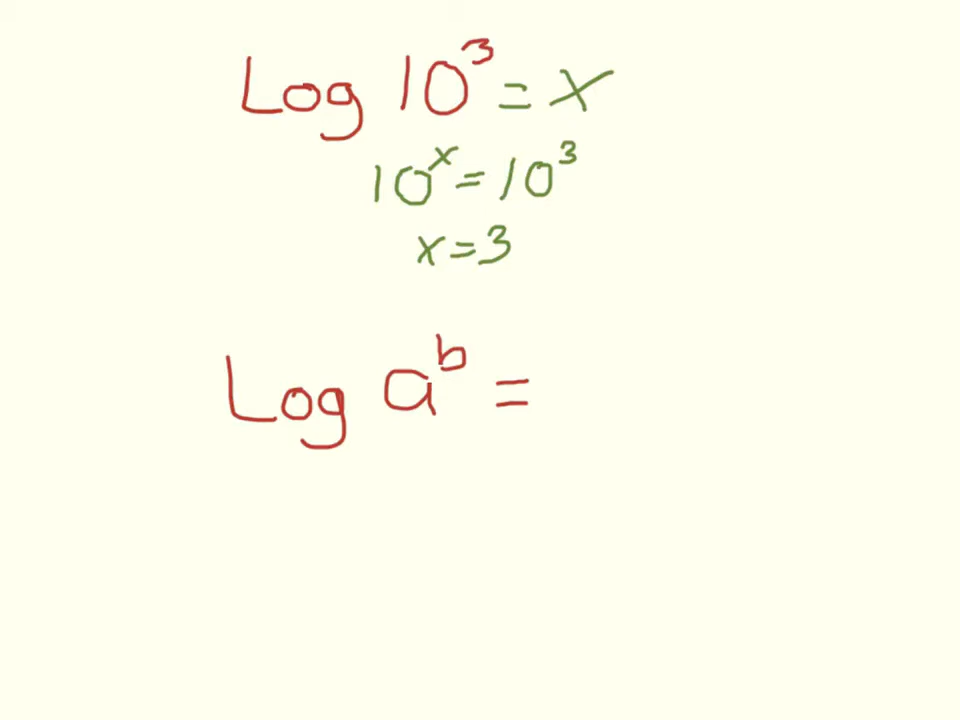 Log 10³ = x
10ˣ = 10³
x = 3
Log aᵇ =